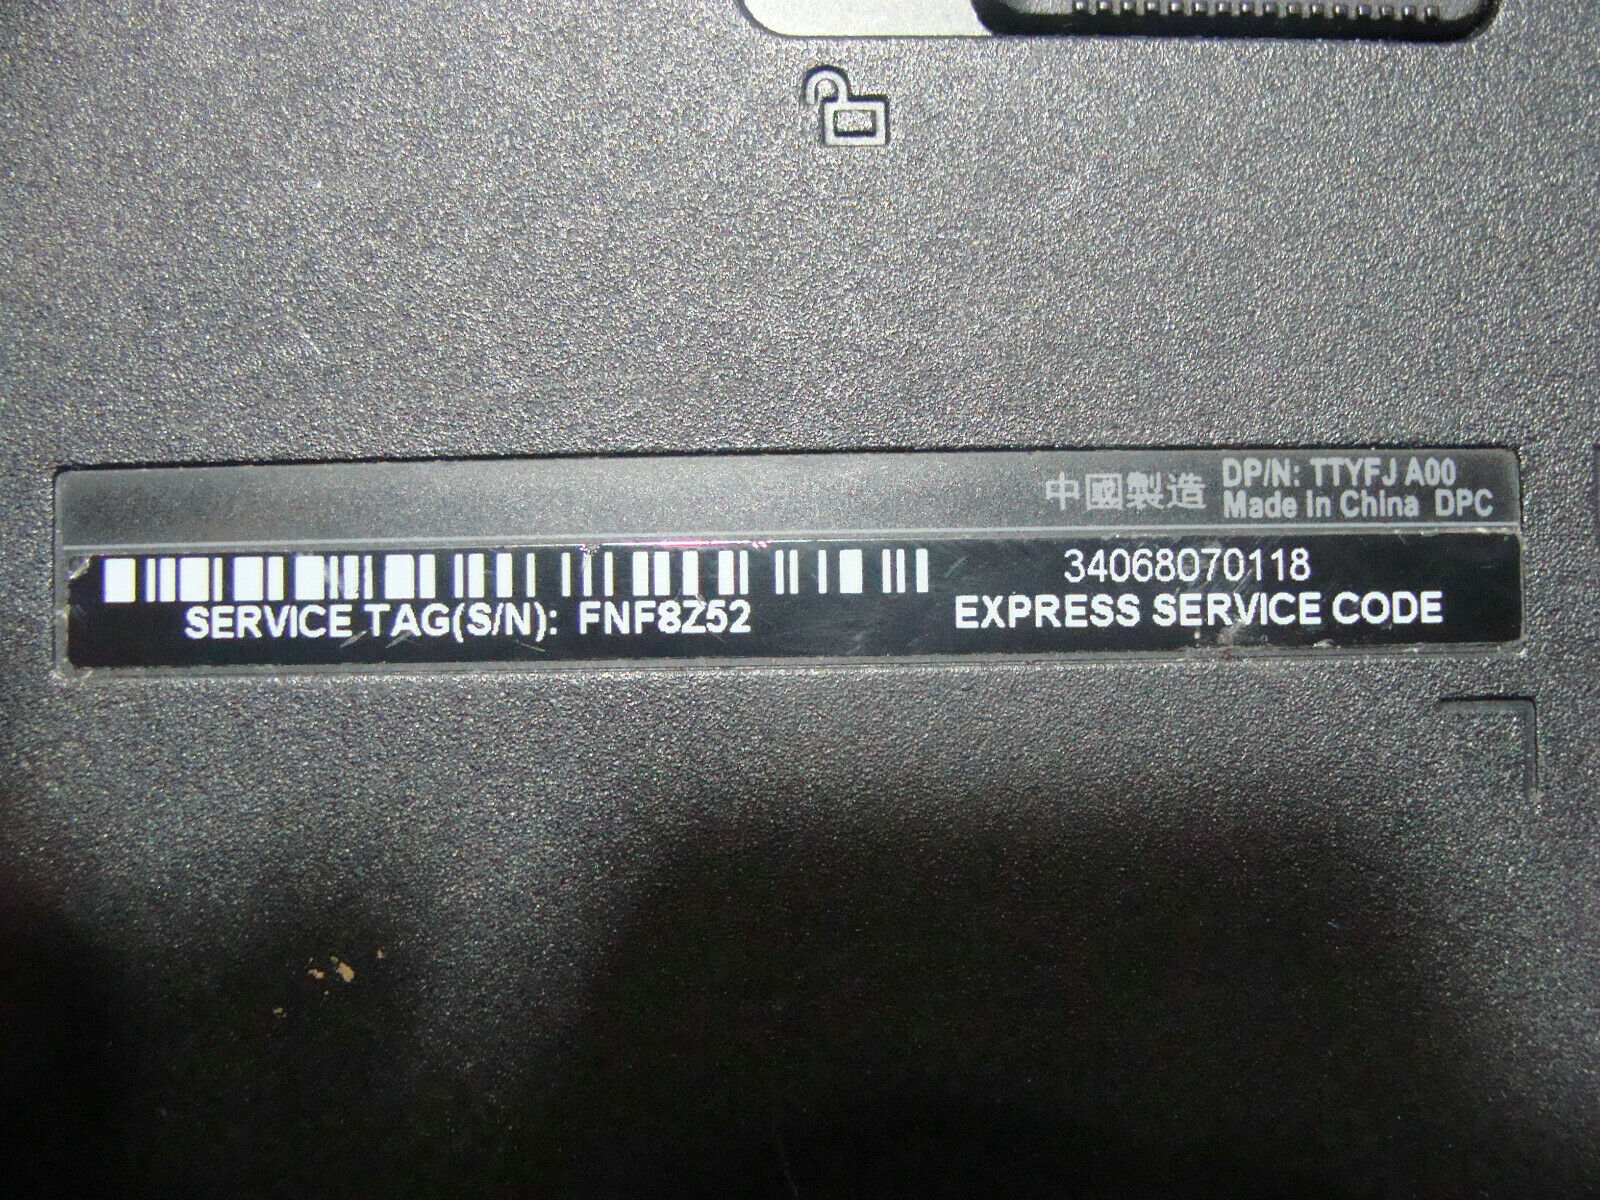 中國製造
DP/N: TTYFJ A00
Made in China DPC
34068070118
SERVICE TAG(S/N): FNF8Z52
EXPRESS SERVICE CODE